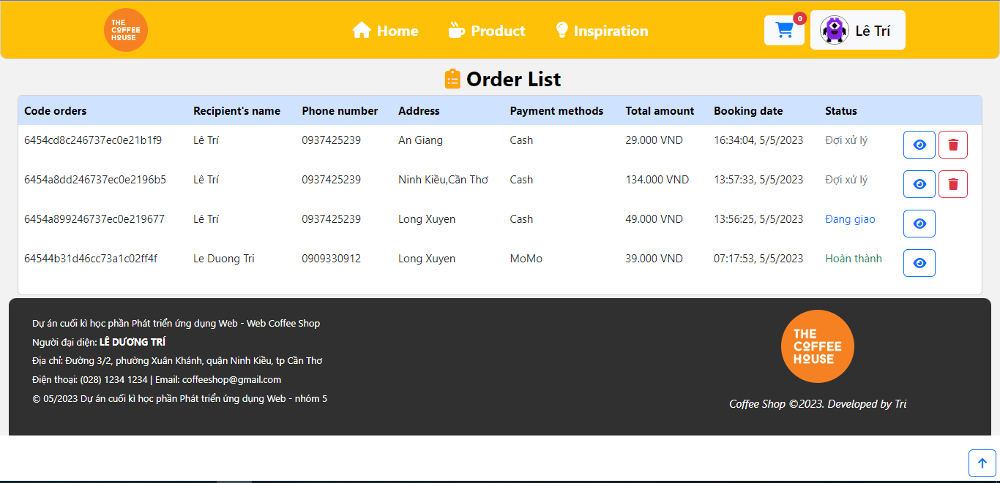 THE
COFFEE
HOUSE
Home Product Inspiration 0 Lê Trí
Order List
Code orders Recipient's name Phone number Address Payment methods Total amount Booking date Status
6454cd8c246737ec0e21b1f9 Lê Trí 0937425239 An Giang Cash 29.000 VND 16:34:04, 5/5/2023 Đợi xử lý
6454a8dd246737ec0e2196b5 Lê Trí 0937425239 Ninh Kiều,Cần Thơ Cash 134.000 VND 13:57:33, 5/5/2023 Đợi xử lý
6454a899246737ec0e219677 Lê Trí 0937425239 Long Xuyen Cash 49.000 VND 13:56:25, 5/5/2023 Đang giao
64544b31d46cc73a1c02ff4f Le Duong Tri 0909330912 Long Xuyen MoMo 39.000 VND 07:17:53, 5/5/2023 Hoàn thành
Dự án cuối kì học phần Phát triển ứng dụng Web - Web Coffee Shop
Người đại diện: LÊ DƯƠNG TRÍ
Địa chỉ: Đường 3/2, phường Xuân Khánh, quận Ninh Kiều, tp Cần Thơ
Điện thoại: (028) 1234 1234 | Email: coffeeshop@gmail.com
© 05/2023 Dự án cuối kì học phần Phát triển ứng dụng Web - nhóm 5
THE
COFFEE
HOUSE
Coffee Shop ©2023. Developed by Tri